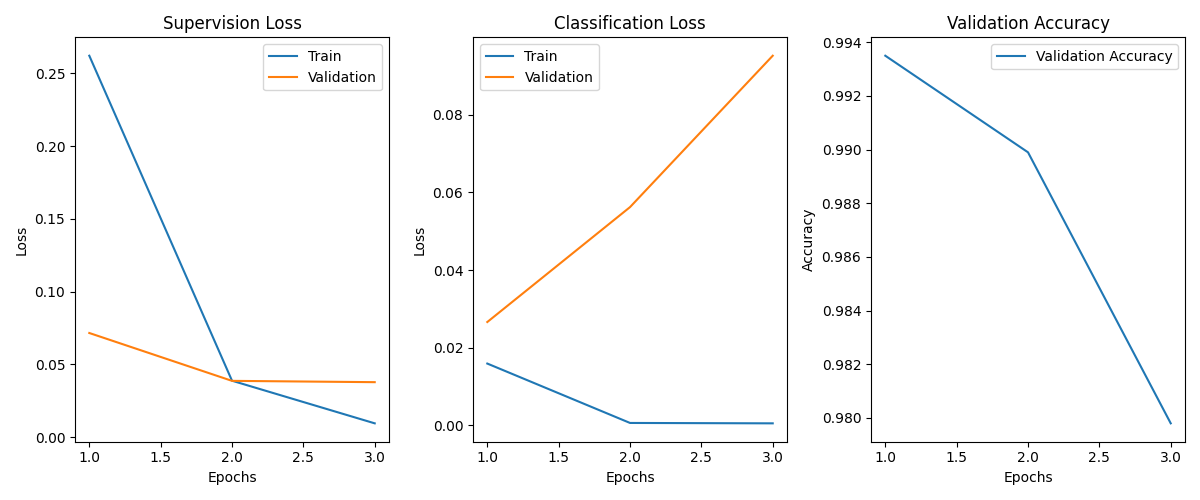 Supervision Loss
Loss
0.25
0.20
0.15
0.10
0.05
0.00
Train
Validation
1.0 1.5 2.0 2.5 3.0
Epochs
Classification Loss
Loss
0.08
0.06
0.04
0.02
0.00
Train
Validation
1.0 1.5 2.0 2.5 3.0
Epochs
Validation Accuracy
Accuracy
0.994
0.992
0.990
0.988
0.986
0.984
0.982
0.980
Validation Accuracy
1.0 1.5 2.0 2.5 3.0
Epochs